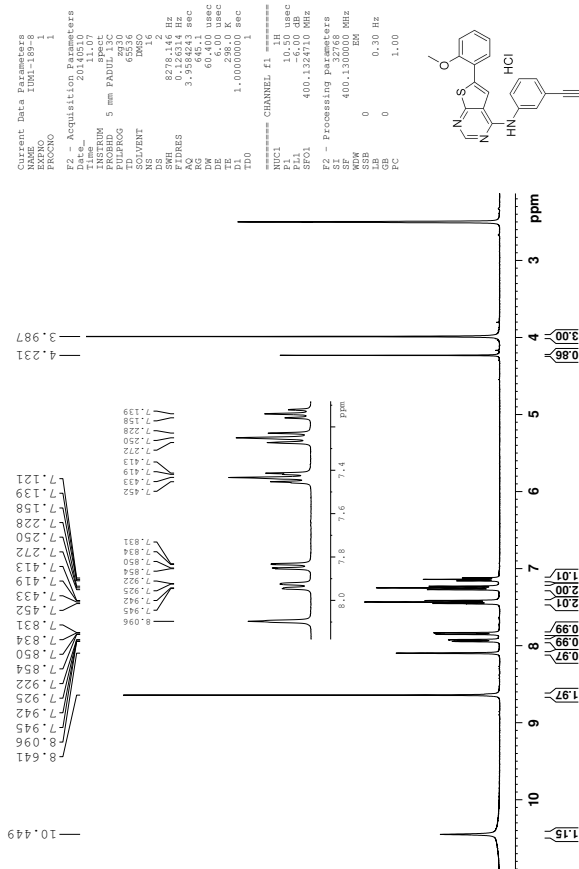 Current Data Parameters
NAME IUM1-189-8
EXPNO 1
PROCNO 1
F2 - Acquisition Parameters
Date_ 20140516
Time 11.07
INSTRUM spect
PROBHD 5 mm PADUL 13C
PULPROG zg30
TD 65536
SOLVENT DMSO
NS 16
DS 2
SWH 8278.146 Hz
FIDRES 0.126314 Hz
AQ 3.9584243 sec
RG 645.1
DW 60.400 usec
DE 6.00 usec
TE 298.0 K
D1 1.00000000 sec
TD0 1
======== CHANNEL f1 ========
NUC1 1H
P1 10.50 usec
PL1 -6.00 dB
SFO1 400.1324710 MHz
F2 - Processing parameters
SI 32768
SF 400.1300000 MHz
WDW EM
SSB 0
LB 0.30 Hz
GB 0
PC 1.00
O
S
N
N
HN
HCl
10.449
8.641
8.096
7.945
7.942
7.925
7.922
7.854
7.850
7.834
7.831
7.452
7.433
7.419
7.413
7.272
7.250
7.228
7.158
7.139
7.121
4.231
3.987
8.096
7.945
7.942
7.925
7.922
7.854
7.850
7.834
7.831
7.452
7.433
7.419
7.413
7.272
7.250
7.228
7.158
7.139
8.0 7.8 7.6 7.4 ppm
10 9 8 7 6 5 4 3 ppm
1.15
1.97
0.97
0.99
0.99
2.01
2.00
1.01
0.86
3.00